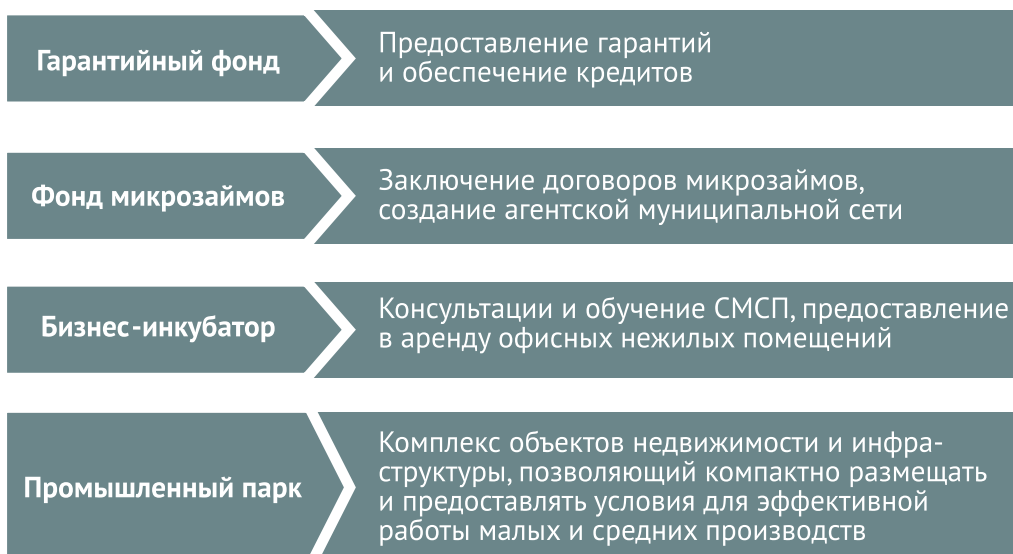 Гарантийный фонд
Предоставление гарантий
и обеспечение кредитов
Фонд микрозаймов
Заключение договоров микрозаймов,
создание агентской муниципальной сети
Бизнес-инкубатор
Консультации и обучение СМСП, предоставление
в аренду офисных нежилых помещений
Промышленный парк
Комплекс объектов недвижимости и инфра-
структуры, позволяющий компактно размещать
и предоставлять условия для эффективной
работы малых и средних производств